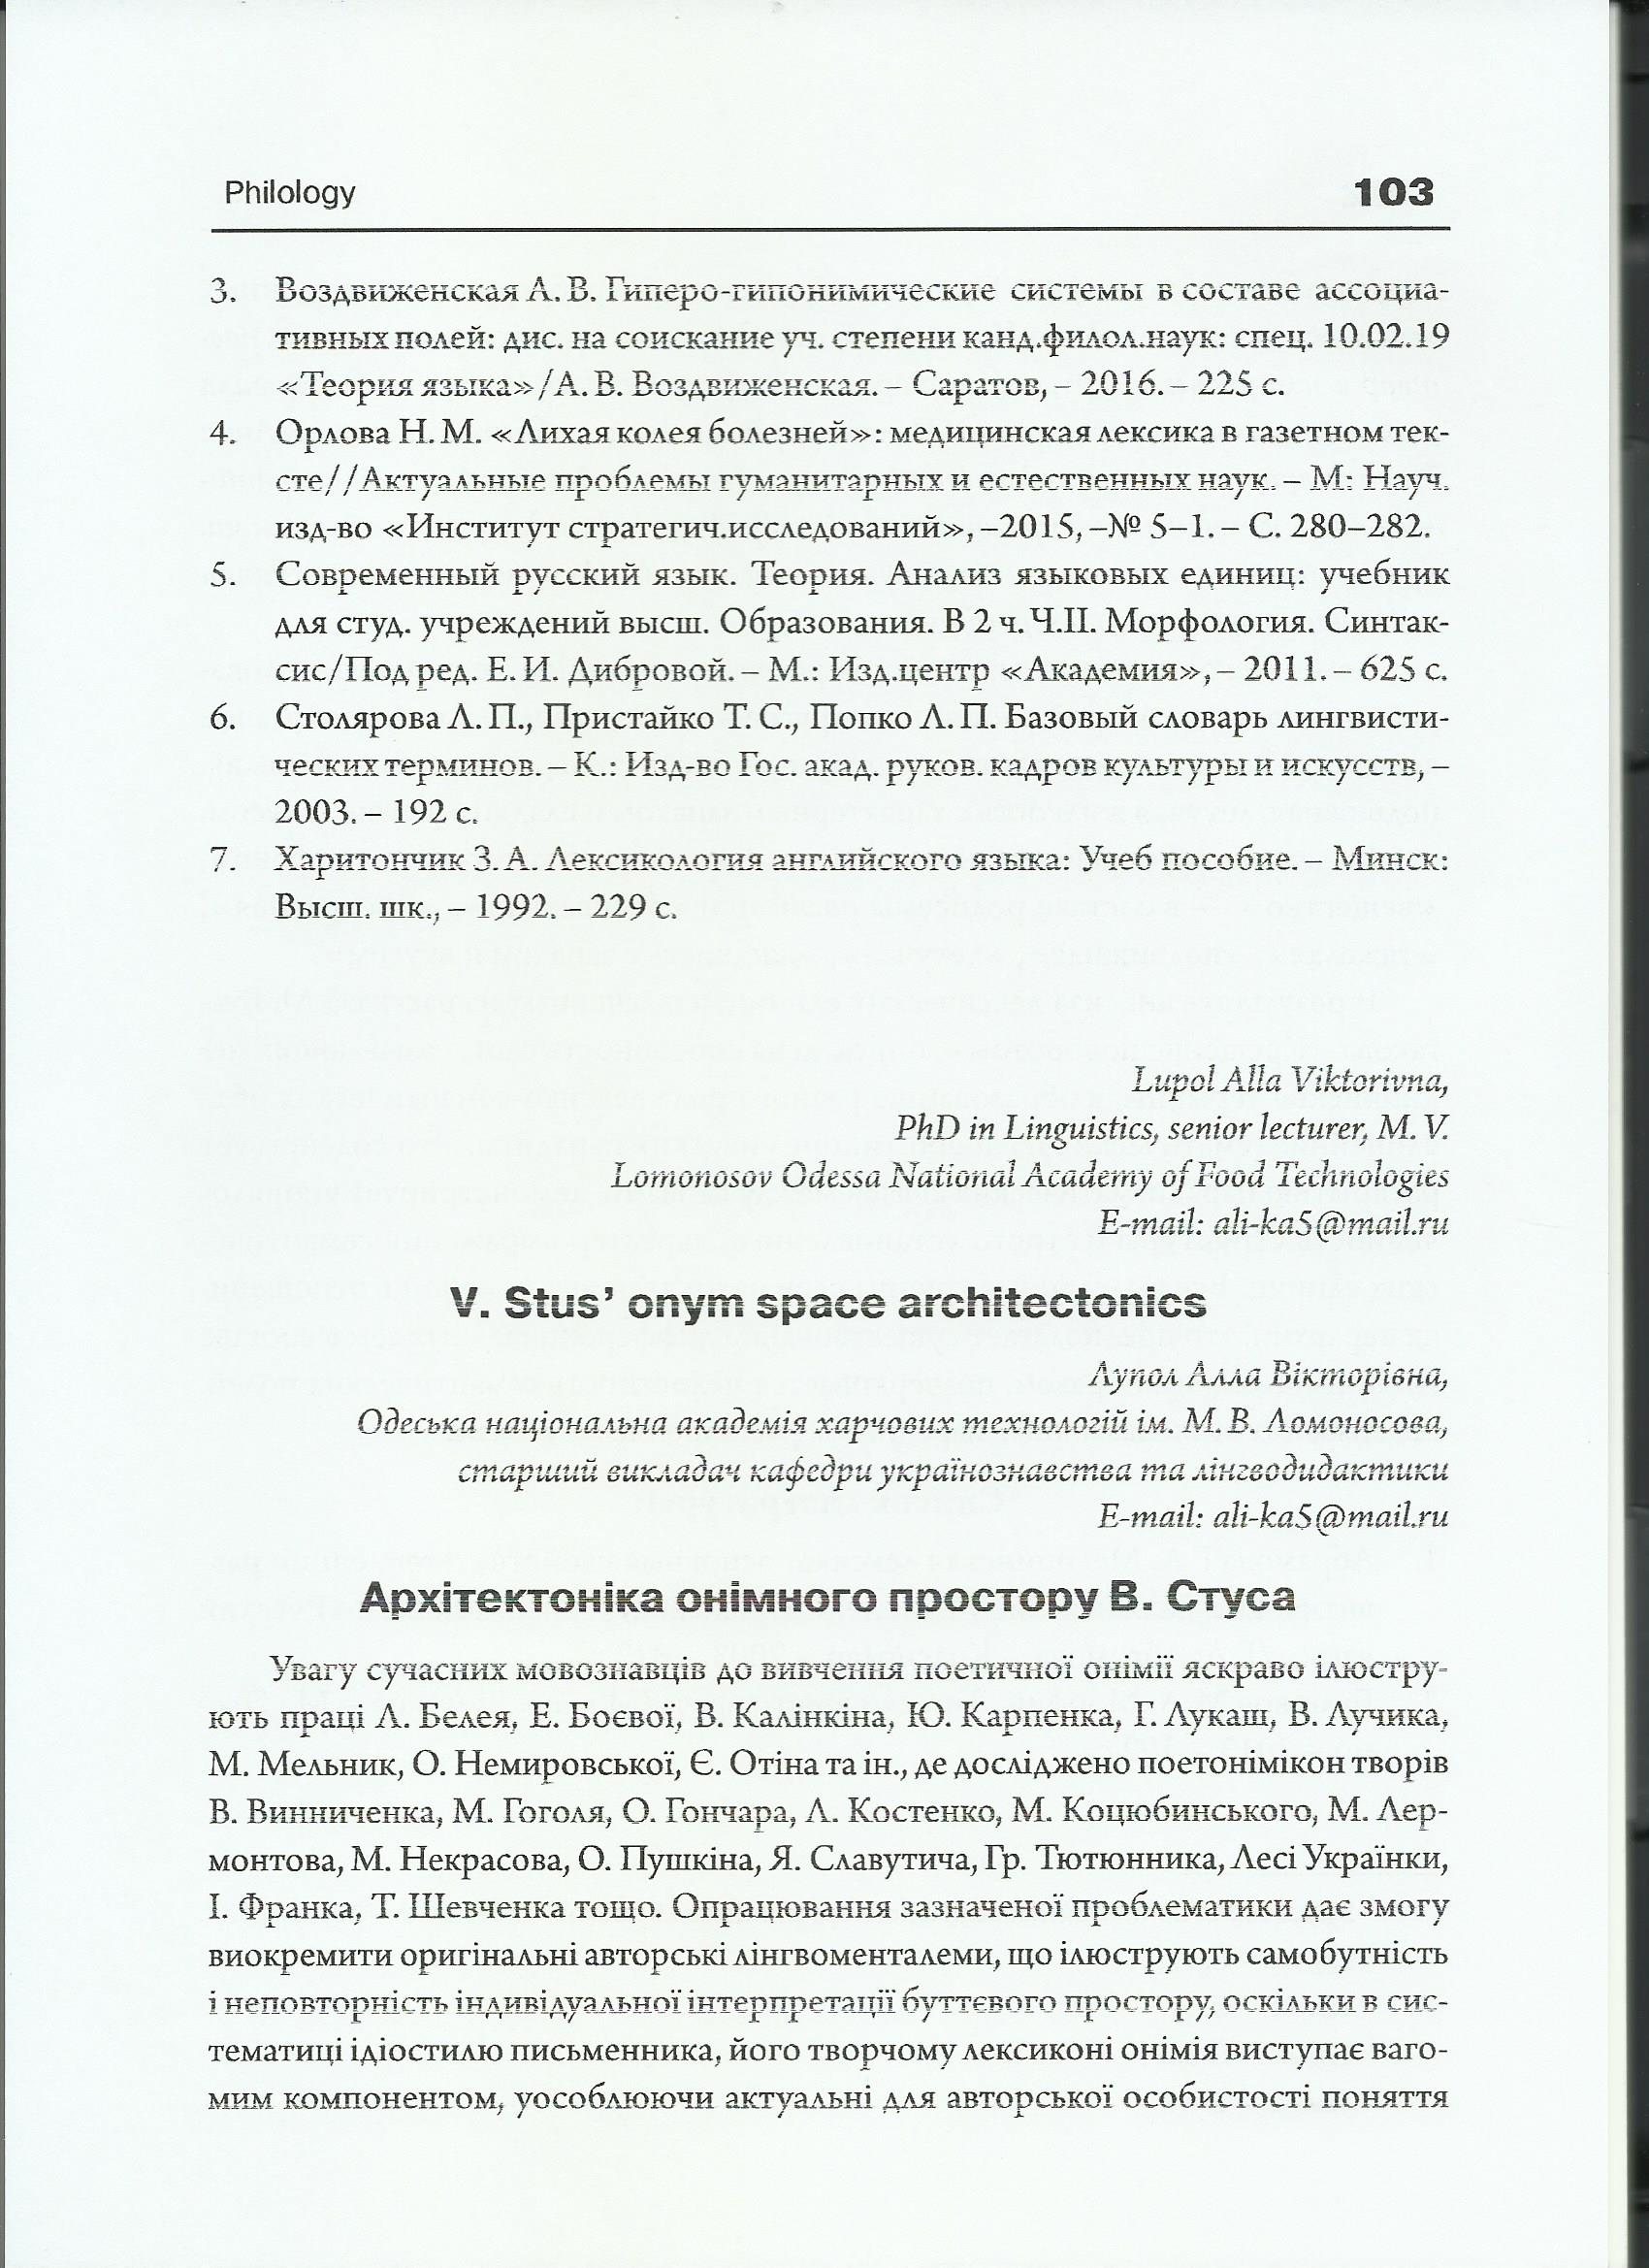 Philology 103
3. Воздвиженская А. В. Гиперо-гипонимические системы в составе ассоциа-
тивных полей: дис. на соискание уч. степени канд.филол.наук: спец. 10.02.19
«Теория языка»/А. В. Воздвиженская. – Саратов, – 2016. – 225 с.
4. Орлова Н. М. «Лихая колея болезней»: медицинская лексика в газетном тек-
сте//Актуальные проблемы гуманитарных и естественных наук. – М: Науч.
изд-во «Институт стратегич.исследований», –2015, –№ 5–1. – С. 280–282.
5. Современный русский язык. Теория. Анализ языковых единиц: учебник
для студ. учреждений высш. Образования. В 2 ч. Ч.II. Морфология. Синтак-
сис/Под ред. Е. И. Дибровой. – М.: Изд.центр «Академия», – 2011. – 625 с.
6. Столярова Л. П., Пристайко Т. С., Попко Л. П. Базовый словарь лингвисти-
ческих терминов. – К.: Изд-во Гос. акад. руков. кадров культуры и искусств, –
2003. – 192 с.
7. Харитончик З. А. Лексикология английского языка: Учеб пособие. – Минск:
Высш. шк., – 1992. – 229 с.
Lupol Alla Viktorivna,
PhD in Linguistics, senior lecturer, M. V.
Lomonosov Odessa National Academy of Food Technologies
E-mail: ali-ka5@mail.ru
V. Stus’ onym space architectonics
Лупол Алла Вікторівна,
Одеська національна академія харчових технологій ім. М. В. Ломоносова,
старший викладач кафедри українознавства та лінгводидактики
E-mail: ali-ka5@mail.ru
Архітектоніка онімного простору В. Стуса
Увагу сучасних мовознавців до вивчення поетичної онімії яскраво ілюстру-
ють праці Л. Белея, Е. Боєвої, В. Калінкіна, Ю. Карпенка, Г. Лукаш, В. Лучика,
М. Мельник, О. Немировської, Є. Отіна та ін., де досліджено поетонімікон творів
В. Винниченка, М. Гоголя, О. Гончара, Л. Костенко, М. Коцюбинського, М. Лер-
монтова, М. Некрасова, О. Пушкіна, Я. Славутича, Гр. Тютюнника, Лесі Українки,
І. Франка, Т. Шевченка тощо. Опрацювання зазначеної проблематики дає змогу
виокремити оригінальні авторські лінгвоменталеми, що ілюструють самобутність
і неповторність індивідуальної інтерпретації буттєвого простору, оскільки в сис-
тематиці ідіостилю письменника, його творчому лексиконі онімія виступає ваго-
мим компонентом, уособлюючи актуальні для авторської особистості поняття